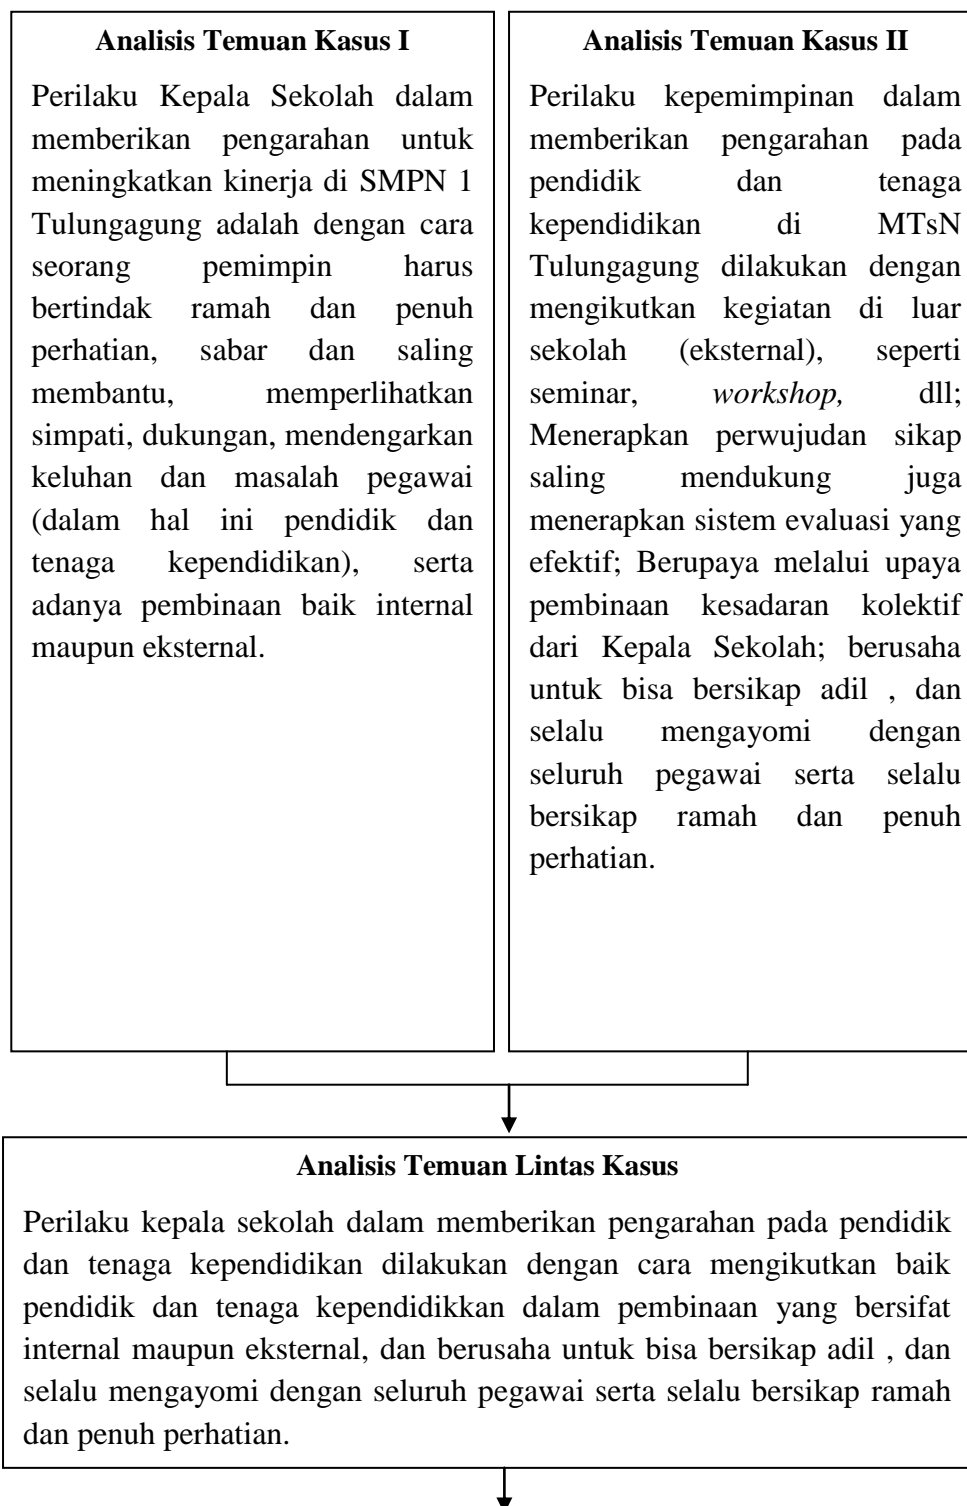 Analisis Temuan Kasus I
Perilaku Kepala Sekolah dalam
memberikan pengarahan untuk
meningkatkan kinerja di SMPN 1
Tulungagung adalah dengan cara
seorang pemimpin harus
bertindak ramah dan penuh
perhatian, sabar dan saling
membantu, memperlihatkan
simpati, dukungan, mendengarkan
keluhan dan masalah pegawai
(dalam hal ini pendidik dan
tenaga kependidikan), serta
adanya pembinaan baik internal
maupun eksternal.
Analisis Temuan Kasus II
Perilaku kepemimpinan dalam
memberikan pengarahan pada
pendidik dan tenaga
kependidikan di MTsN
Tulungagung dilakukan dengan
mengikutkan kegiatan di luar
sekolah (eksternal), seperti
seminar, workshop, dll;
Menerapkan perwujudan sikap
saling mendukung juga
menerapkan sistem evaluasi yang
efektif; Berupaya melalui upaya
pembinaan kesadaran kolektif
dari Kepala Sekolah; berusaha
untuk bisa bersikap adil , dan
selalu mengayomi dengan
seluruh pegawai serta selalu
bersikap ramah dan penuh
perhatian.
Analisis Temuan Lintas Kasus
Perilaku kepala sekolah dalam memberikan pengarahan pada pendidik
dan tenaga kependidikan dilakukan dengan cara mengikutkan baik
pendidik dan tenaga kependidikkan dalam pembinaan yang bersifat
internal maupun eksternal, dan berusaha untuk bisa bersikap adil , dan
selalu mengayomi dengan seluruh pegawai serta selalu bersikap ramah
dan penuh perhatian.